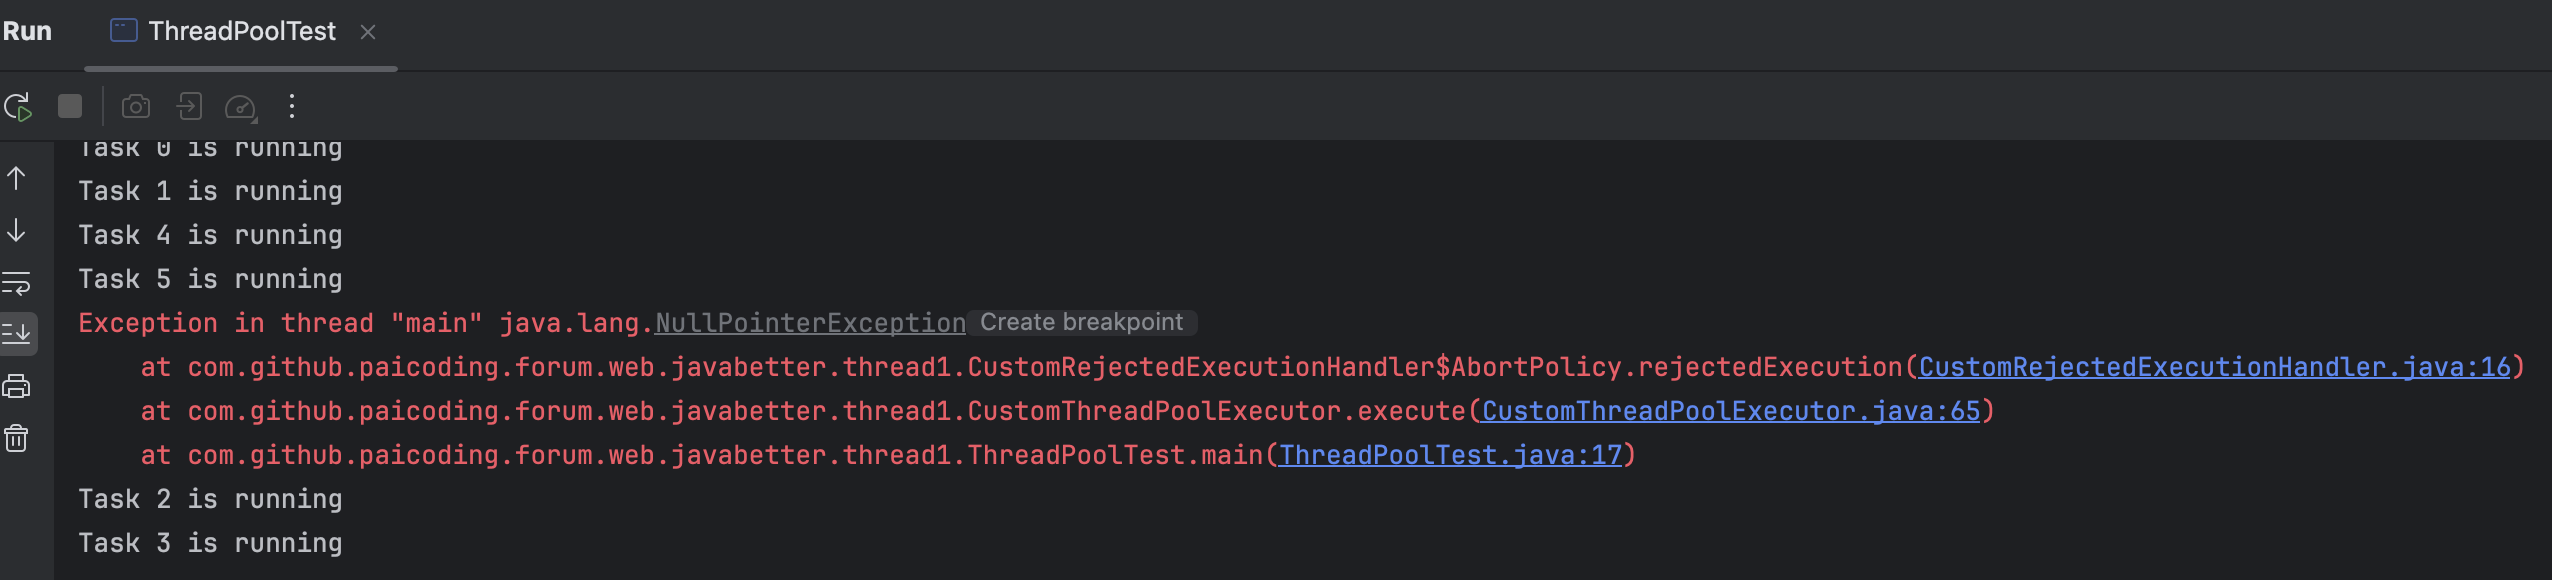 Run ThreadPoolTest
Task 0 is running
Task 1 is running
Task 4 is running
Task 5 is running
Exception in thread "main" java.lang.NullPointerException Create breakpoint
at com.github.paicoding.forum.web.javabetter.thread1.CustomRejectedExecutionHandler$AbortPolicy.rejectedExecution(CustomRejectedExecutionHandler.java:16)
at com.github.paicoding.forum.web.javabetter.thread1.CustomThreadPoolExecutor.execute(CustomThreadPoolExecutor.java:65)
at com.github.paicoding.forum.web.javabetter.thread1.ThreadPoolTest.main(ThreadPoolTest.java:17)
Task 2 is running
Task 3 is running